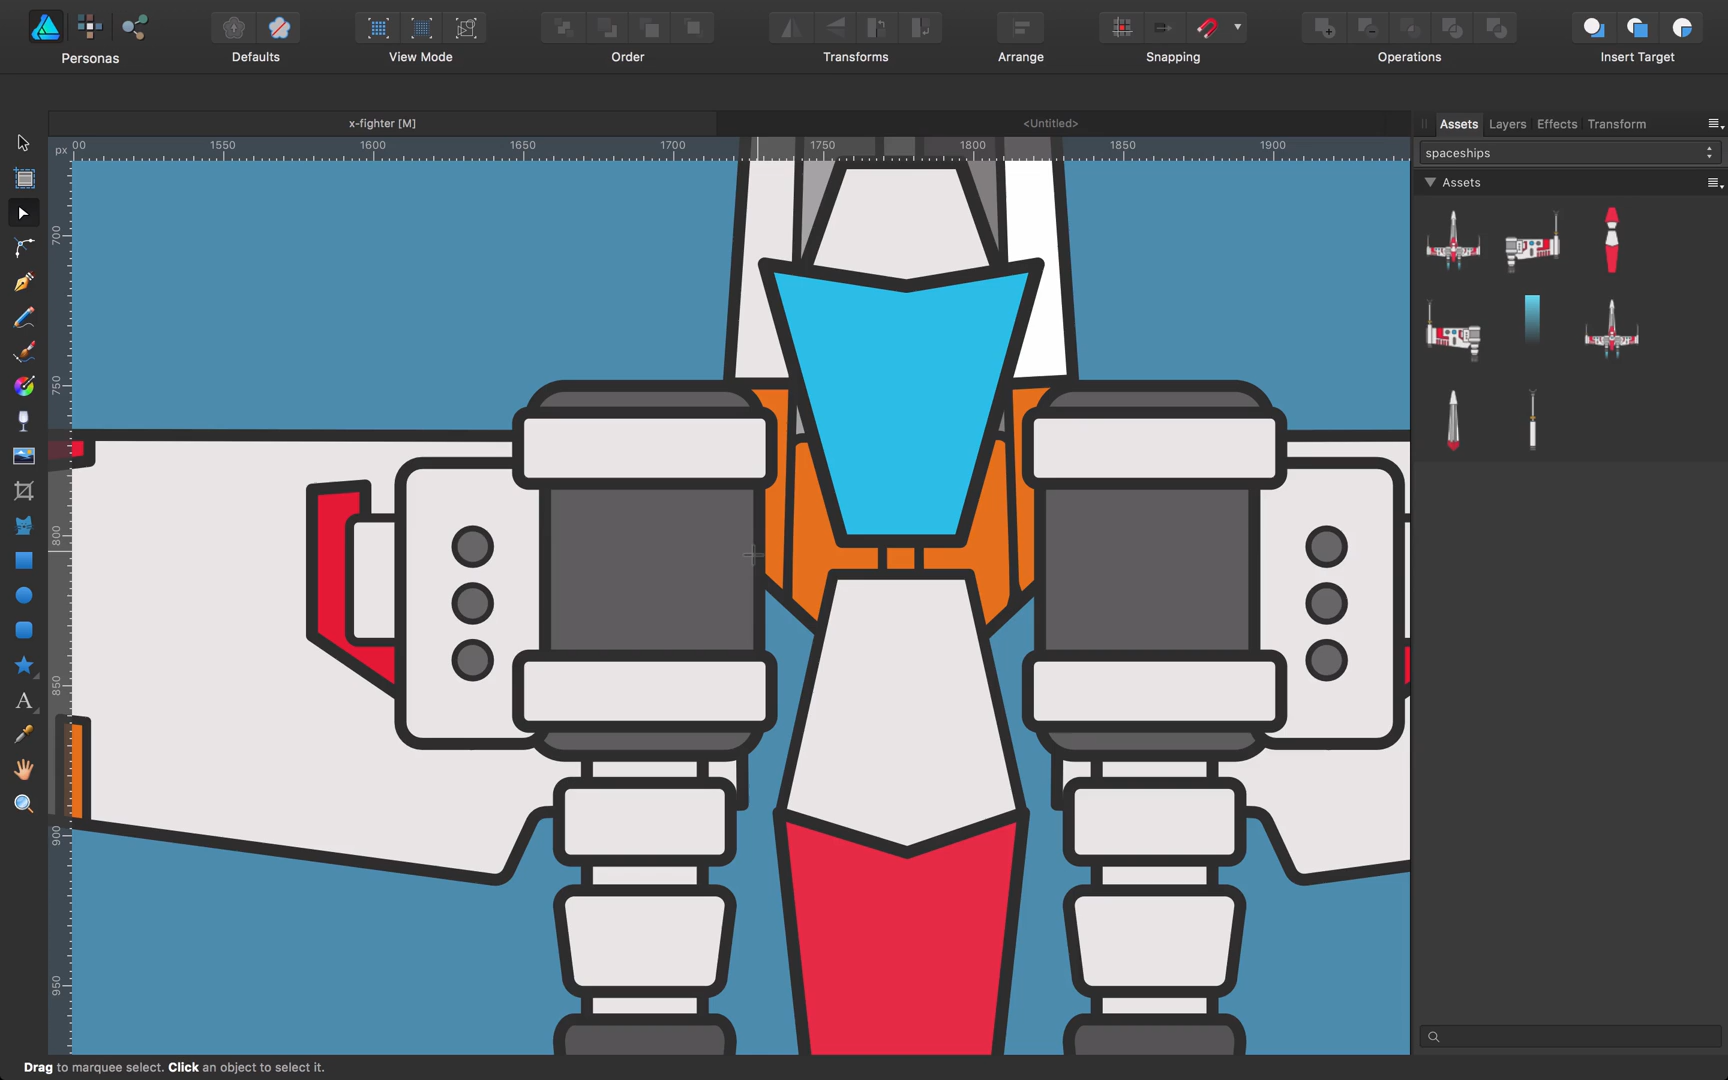 Personas
Defaults
View Mode
Order
Transforms
Arrange
Snapping
Operations
Insert Target
x-fighter [M]
<Untitled>
Assets
Layers
Effects
Transform
px
00
1550
1600
1650
1700
1750
1800
1850
1900
spaceships
Assets
700
750
800
850
900
950
A
Drag to marquee select. Click an object to select it.